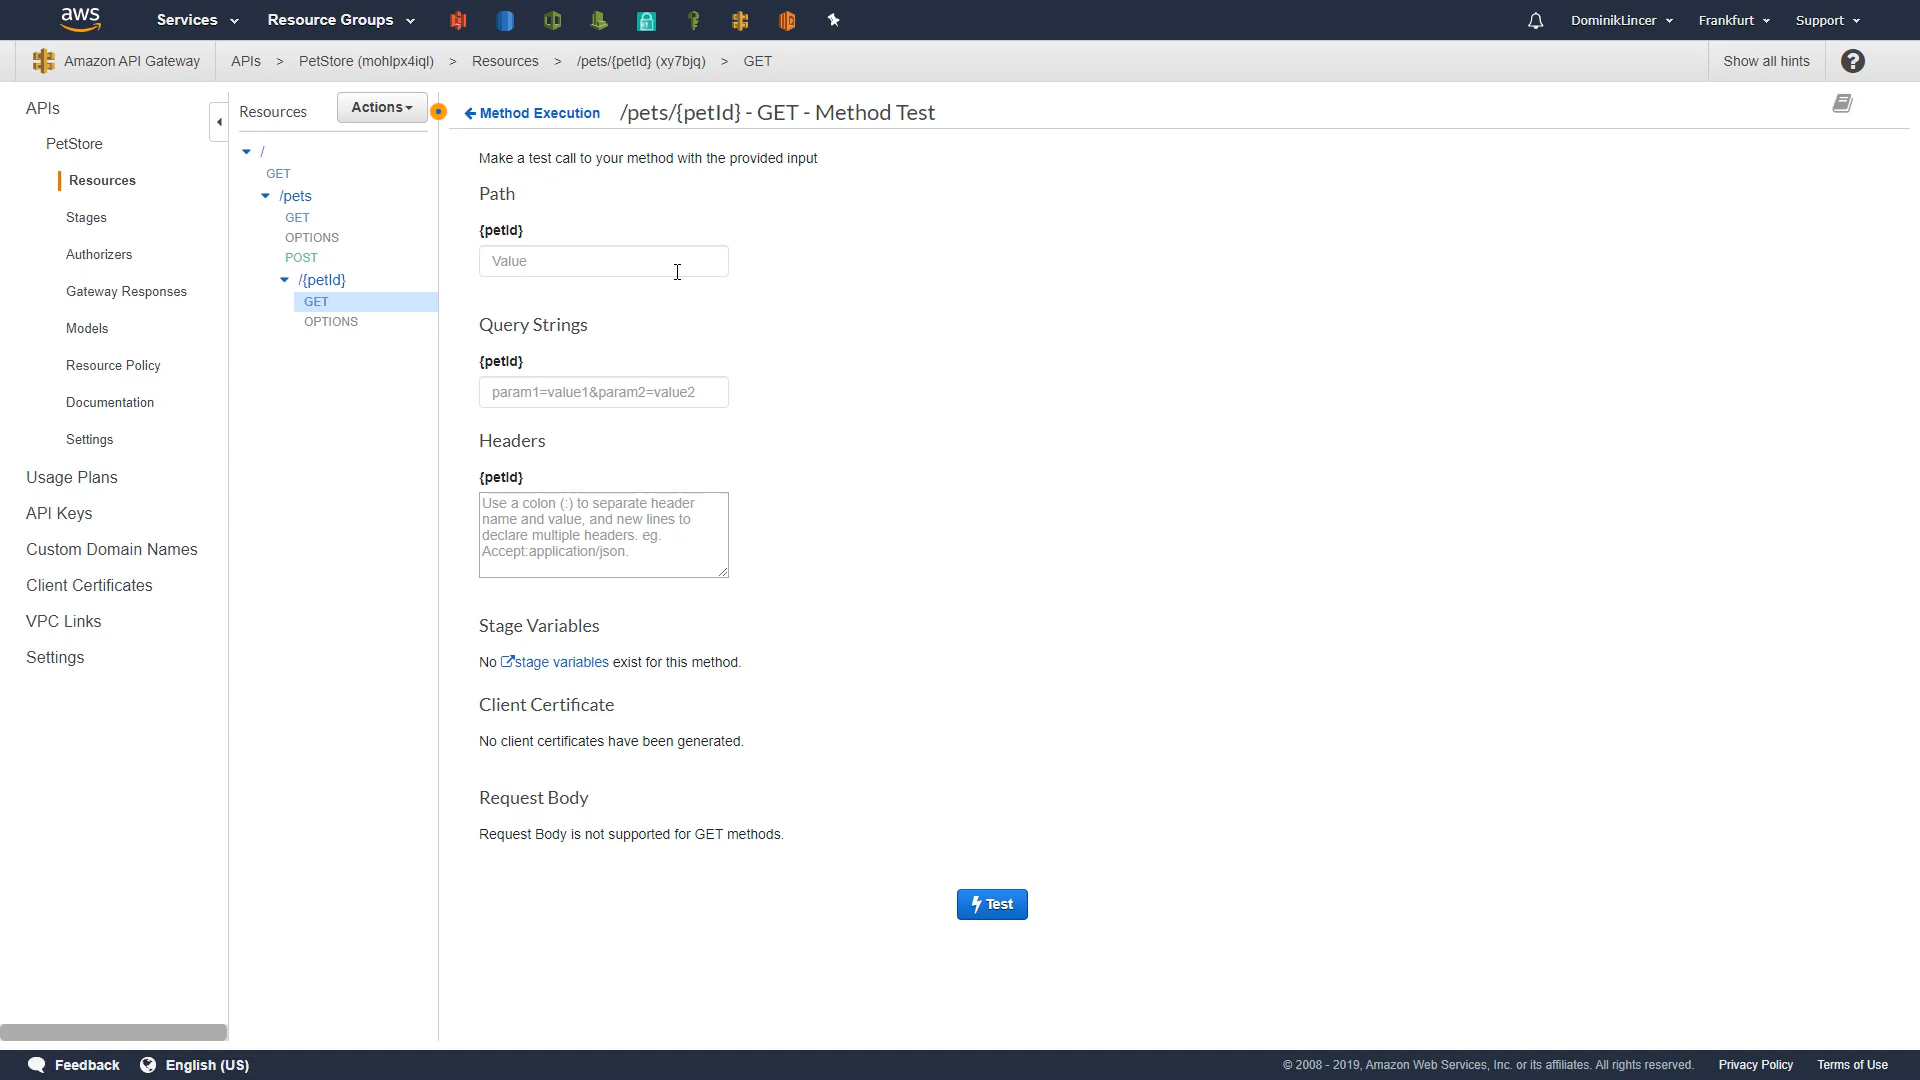 aws Services Resource Groups DominikLincer Frankfurt Support
Amazon API Gateway APIs > PetStore (mohlpx4iql) > Resources > /pets/{petId} (xy7bjq) > GET Show all hints ?
APIs
PetStore
Resources
Stages
Authorizers
Gateway Responses
Models
Resource Policy
Documentation
Settings
Usage Plans
API Keys
Custom Domain Names
Client Certificates
VPC Links
Settings
Resources Actions
/
GET
/pets
GET
OPTIONS
POST
/{petId}
GET
OPTIONS
Method Execution /pets/{petId} - GET - Method Test
Make a test call to your method with the provided input
Path
{petId}
Value
Query Strings
{petId}
param1=value1&param2=value2
Headers
{petId}
Use a colon (:) to separate header
name and value, and new lines to
declare multiple headers. eg.
Accept:application/json.
Stage Variables
No stage variables exist for this method.
Client Certificate
No client certificates have been generated.
Request Body
Request Body is not supported for GET methods.
Test
Feedback English (US) © 2008 - 2019, Amazon Web Services, Inc. or its affiliates. All rights reserved. Privacy Policy Terms of Use